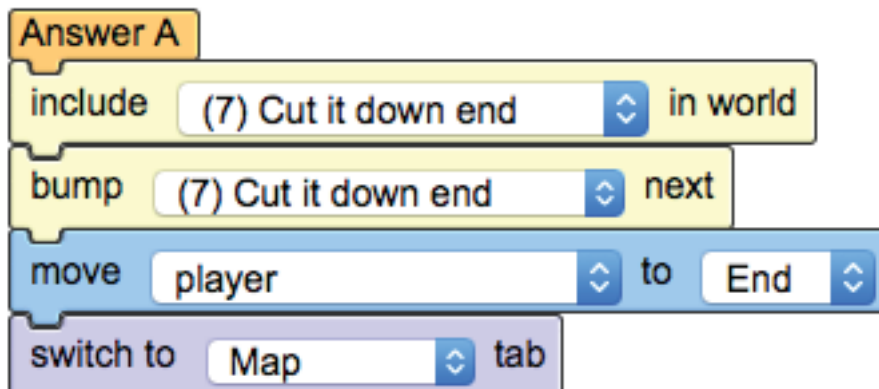 Answer A
include (7) Cut it down end in world
bump (7) Cut it down end next
move player to End
switch to Map tab